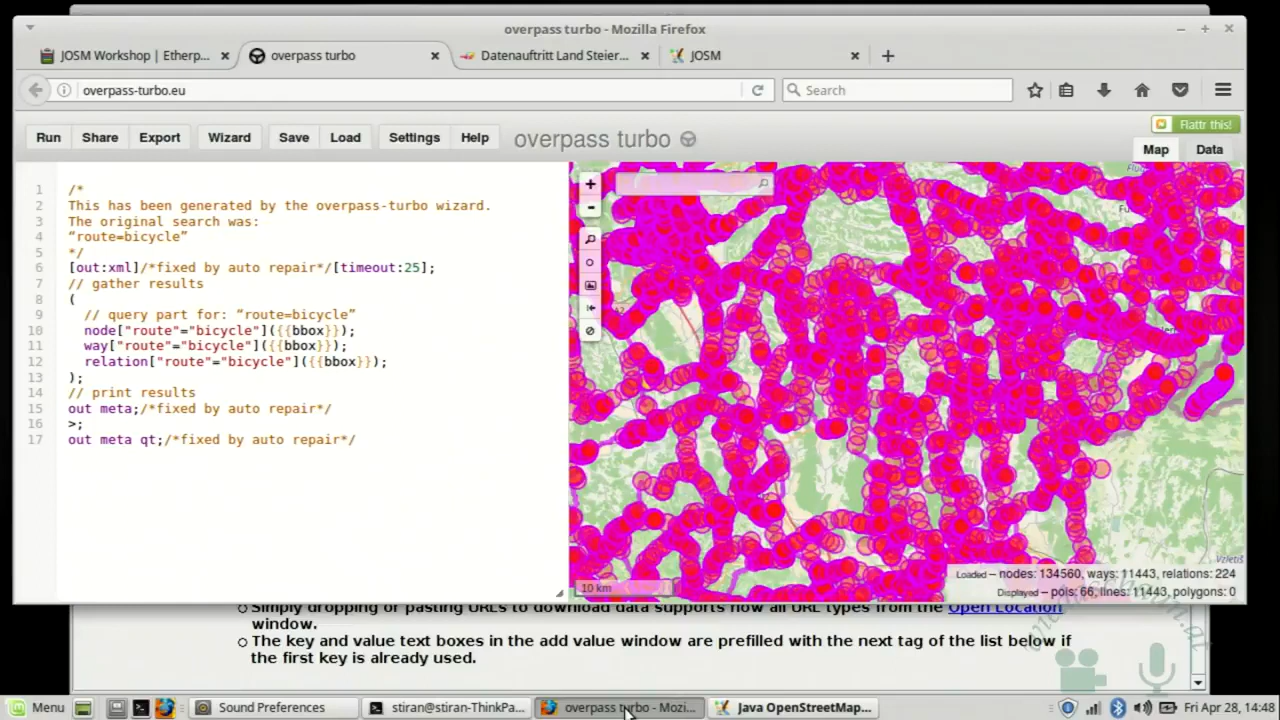 overpass turbo - Mozilla Firefox
JOSM Workshop | Etherp...
overpass turbo
Datenauftritt Land Steier...
JOSM
overpass-turbo.eu
Search
Flattr this!
Run Share Export Wizard Save Load Settings Help overpass turbo
Map Data
1 /*
2 This has been generated by the overpass-turbo wizard.
3 The original search was:
4 “route=bicycle”
5 */
6 [out:xml]/*fixed by auto repair*/[timeout:25];
7 // gather results
8 (
9 // query part for: “route=bicycle”
10 node["route"="bicycle"]({{bbox}});
11 way["route"="bicycle"]({{bbox}});
12 relation["route"="bicycle"]({{bbox}});
13 );
14 // print results
15 out meta;/*fixed by auto repair*/
16 >;
17 out meta qt;/*fixed by auto repair*/
10 km
Loaded – nodes: 134560, ways: 11443, relations: 224
Displayed – pois: 66, lines: 11443, polygons: 0
Simply dropping or pasting URLs to download data supports now all URL types from the Open Location
window.
The key and value text boxes in the add value window are prefilled with the next tag of the list below if
the first key is already used.
Menu
Sound Preferences
stiran@stiran-ThinkPa...
overpass turbo - Mozi...
Java OpenStreetMap...
Fri Apr 28, 14:48